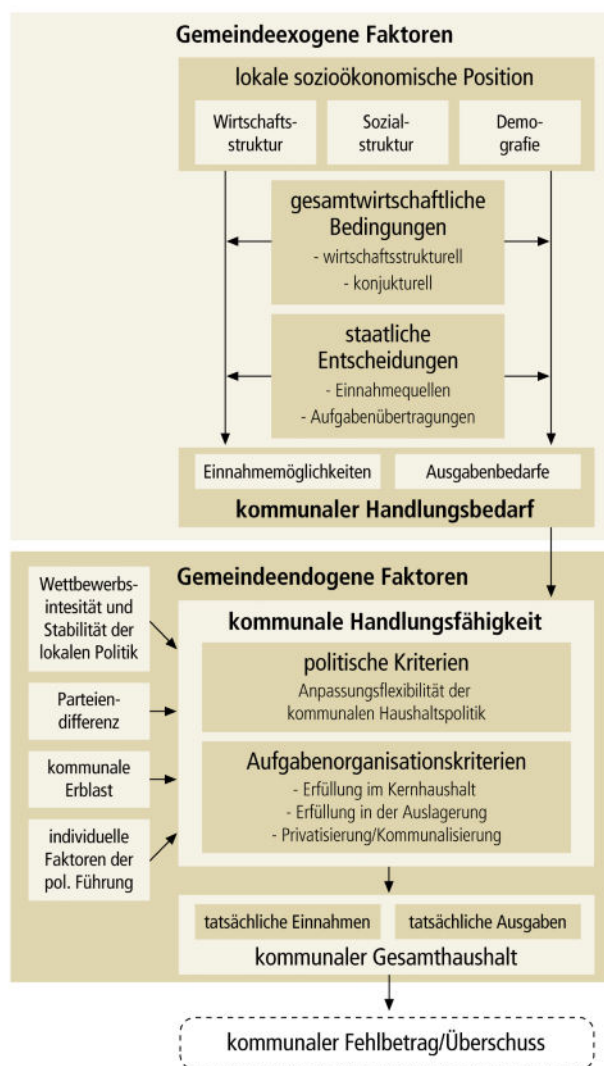 Gemeindeexogene Faktoren
lokale sozioökonomische Position
Wirtschafts-
struktur
Sozial-
struktur
Demo-
grafie
gesamtwirtschaftliche
Bedingungen
- wirtschaftsstrukturell
- konjukturell
staatliche
Entscheidungen
- Einnahmequellen
- Aufgabenübertragungen
Einnahmemöglichkeiten
Ausgabenbedarfe
kommunaler Handlungsbedarf
Gemeindeendogene Faktoren
Wettbewerbs-
intesität und
Stabilität der
lokalen Politik
Parteien-
differenz
kommunale
Erblast
individuelle
Faktoren der
pol. Führung
kommunale Handlungsfähigkeit
politische Kriterien
Anpassungsflexibilität der
kommunalen Haushaltspolitik
Aufgabenorganisationskriterien
- Erfüllung im Kernhaushalt
- Erfüllung in der Auslagerung
- Privatisierung/Kommunalisierung
tatsächliche Einnahmen
tatsächliche Ausgaben
kommunaler Gesamthaushalt
kommunaler Fehlbetrag/Überschuss